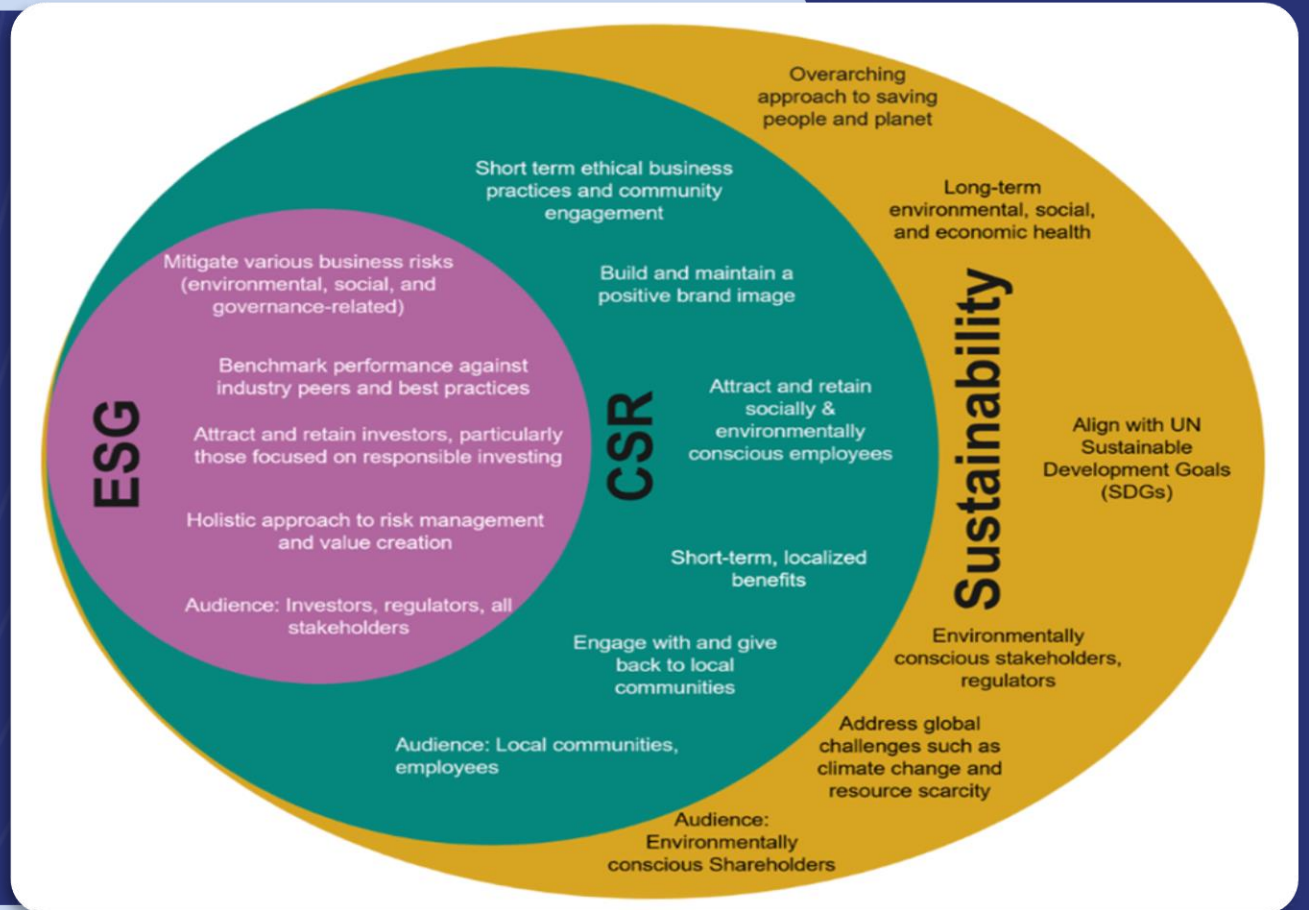 Overarching
approach to saving
people and planet
Long-term
environmental, social,
and economic health
Sustainability
Align with UN
Sustainable
Development Goals
(SDGs)
Environmentally
conscious stakeholders,
regulators
Address global
challenges such as
climate change and
resource scarcity
Audience:
Environmentally
conscious Shareholders
Short term ethical business
practices and community
engagement
Build and maintain a
positive brand image
CSR
Attract and retain
socially &
environmentally
conscious employees
Short-term, localized
benefits
Engage with and give
back to local
communities
Audience: Local communities,
employees
Mitigate various business risks
(environmental, social, and
governance-related)
Benchmark performance against
industry peers and best practices
ESG
Attract and retain investors, particularly
those focused on responsible investing
Holistic approach to risk management
and value creation
Audience: Investors, regulators, all
stakeholders